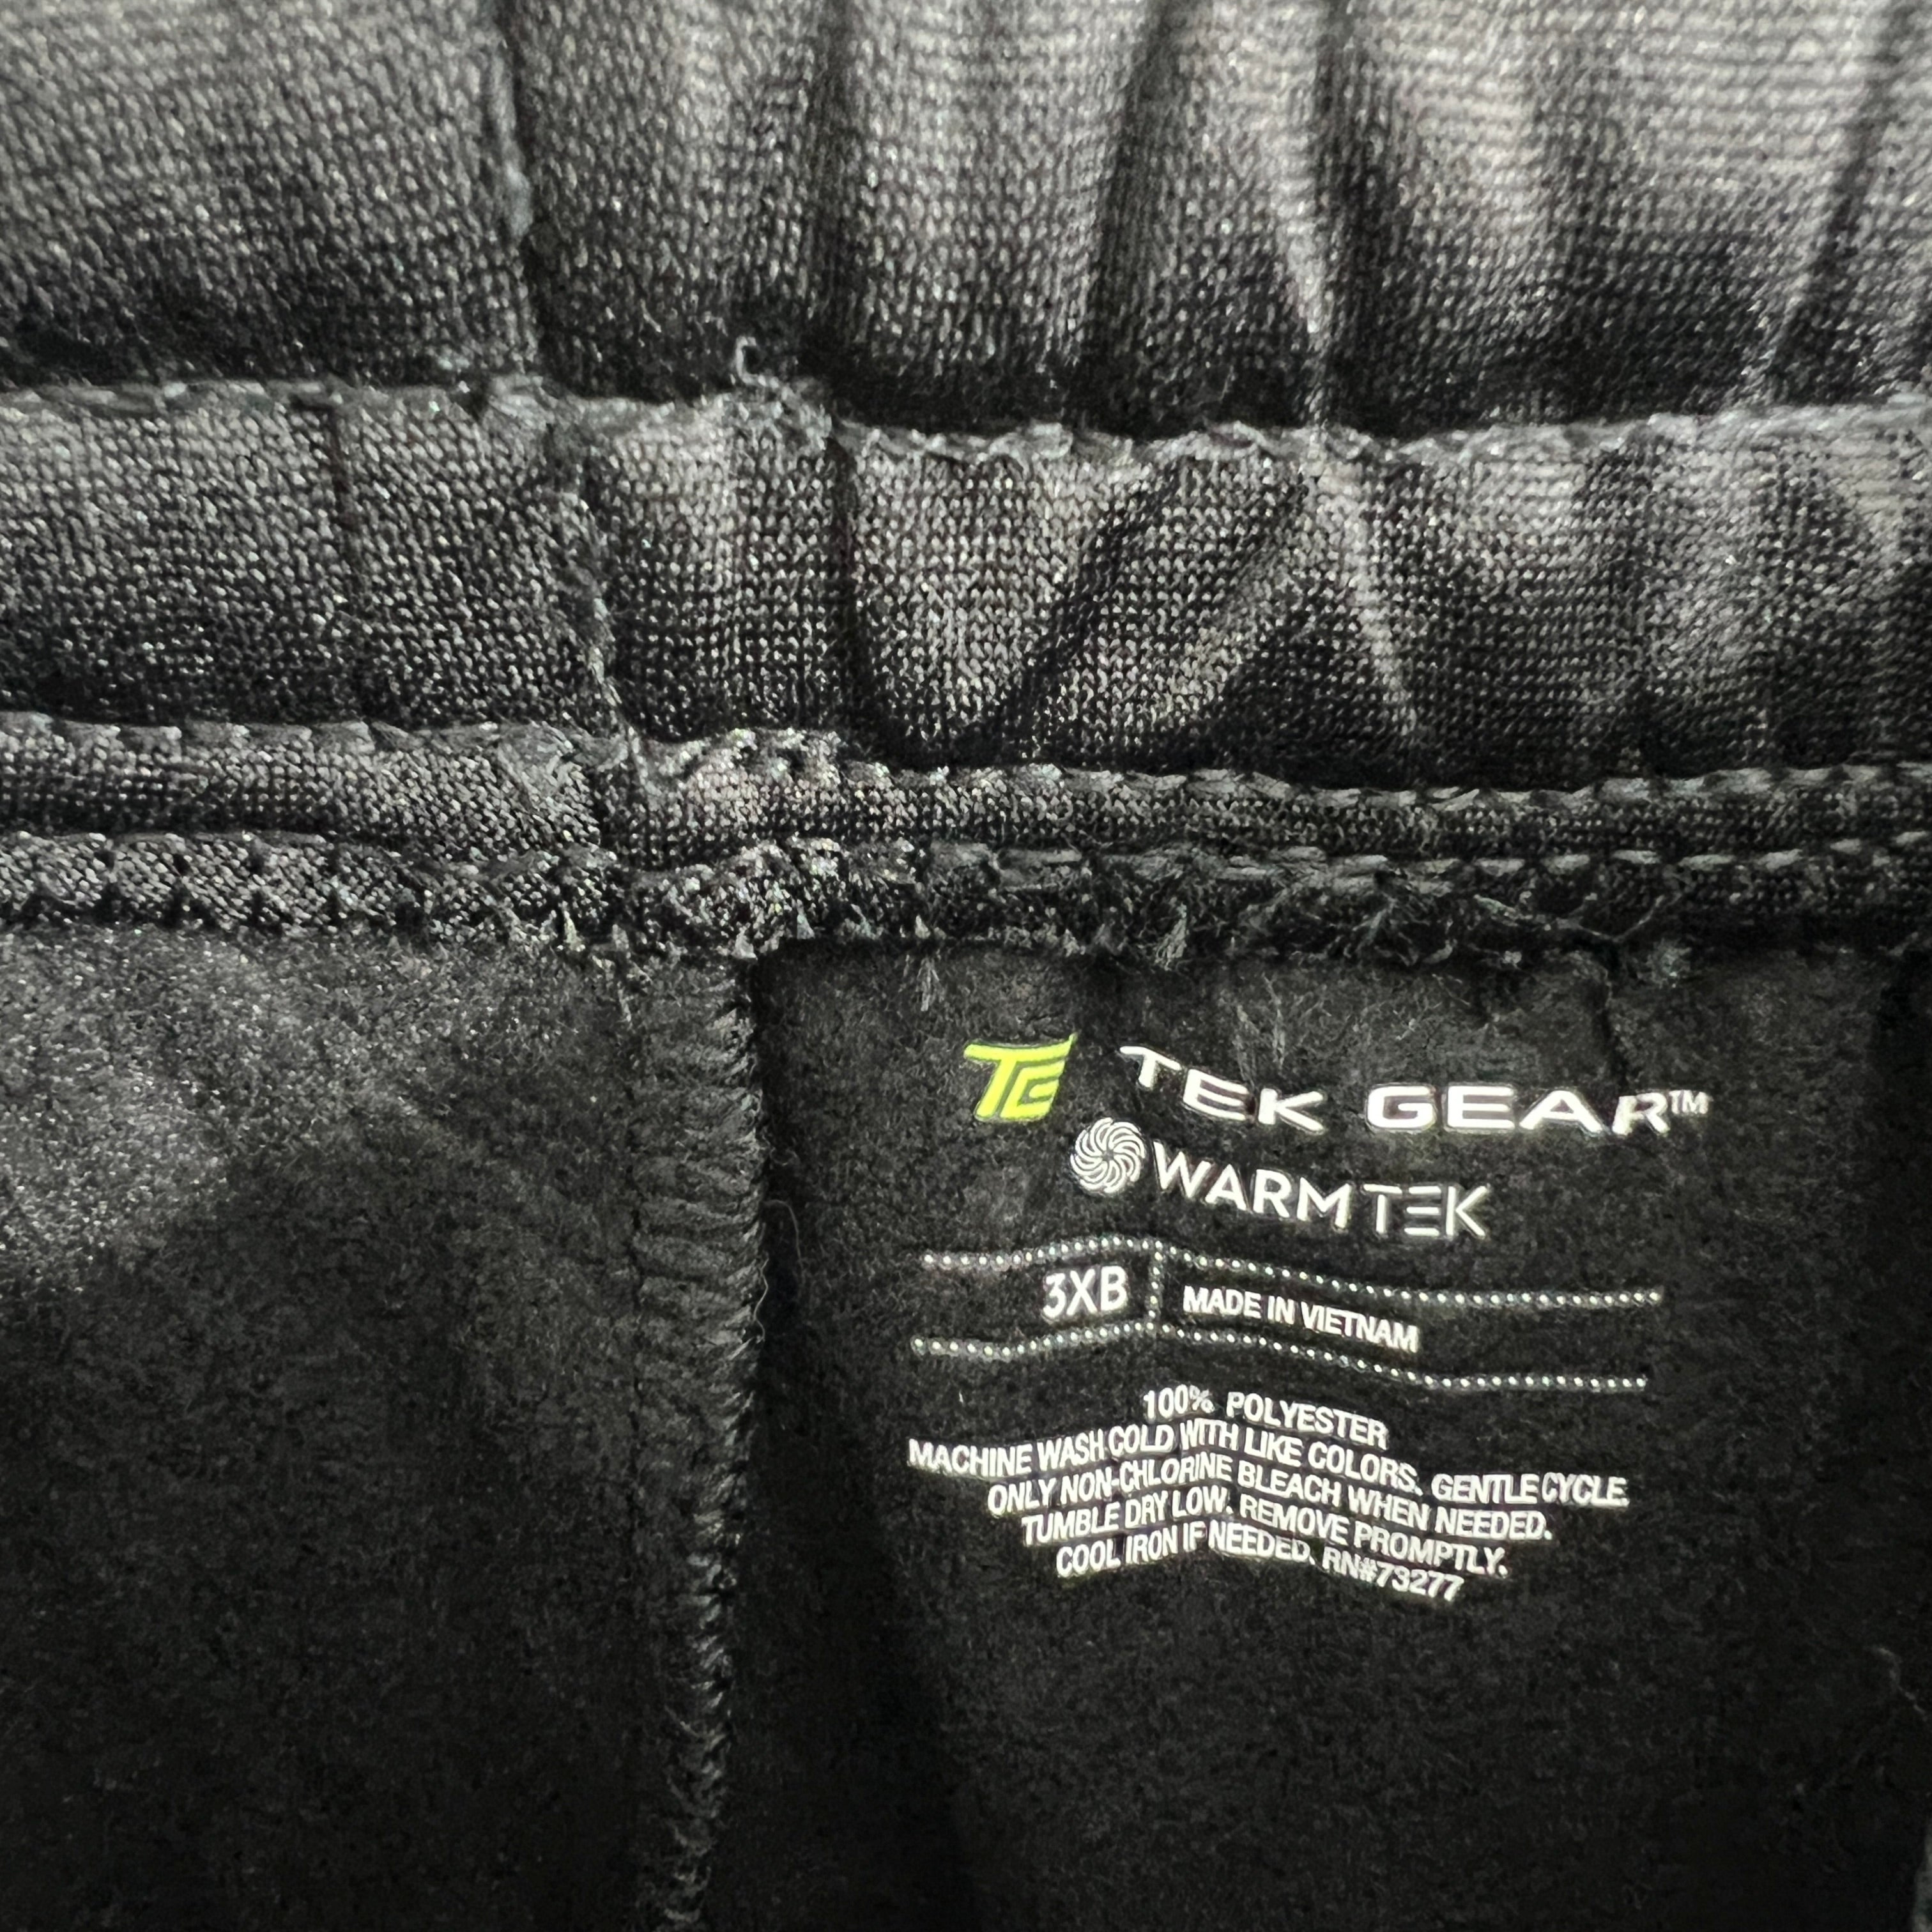 TG TEK GEAR™
WARMTEK
3XB MADE IN VIETNAM
100% POLYESTER
MACHINE WASH COLD WITH LIKE COLORS. GENTLE CYCLE.
ONLY NON-CHLORINE BLEACH WHEN NEEDED.
TUMBLE DRY LOW. REMOVE PROMPTLY.
COOL IRON IF NEEDED. RN#73277